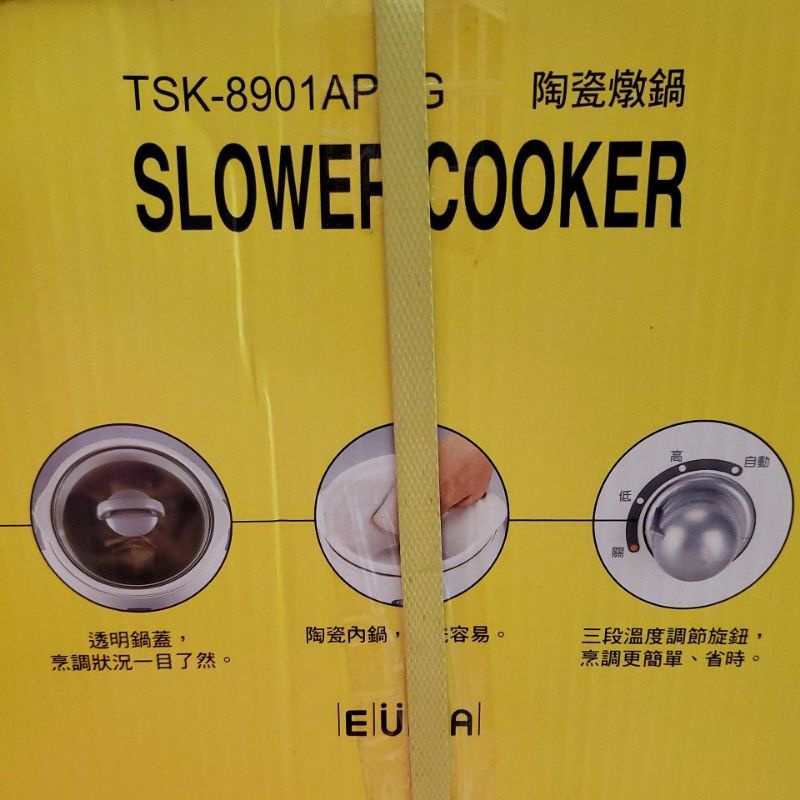 TSK-8901AP G 陶瓷燉鍋
SLOWER COOKER
高
自動
低
關
透明鍋蓋，
烹調狀況一目了然。
陶瓷內鍋， 洗容易。
三段溫度調節旋鈕，
烹調更簡單、省時。
EÜ A